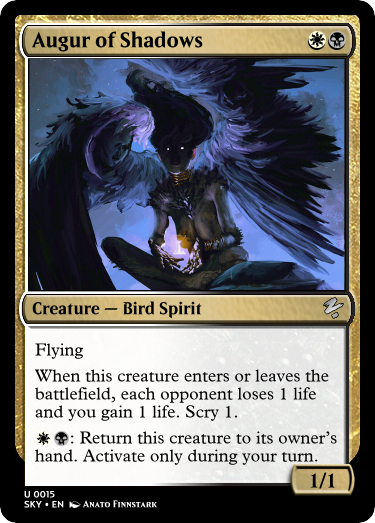 Augur of Shadows
Creature — Bird Spirit
Flying
When this creature enters or leaves the
battlefield, each opponent loses 1 life
and you gain 1 life. Scry 1.
: Return this creature to its owner's
hand. Activate only during your turn.
1/1
U 0015
SKY • EN Anato Finnstark